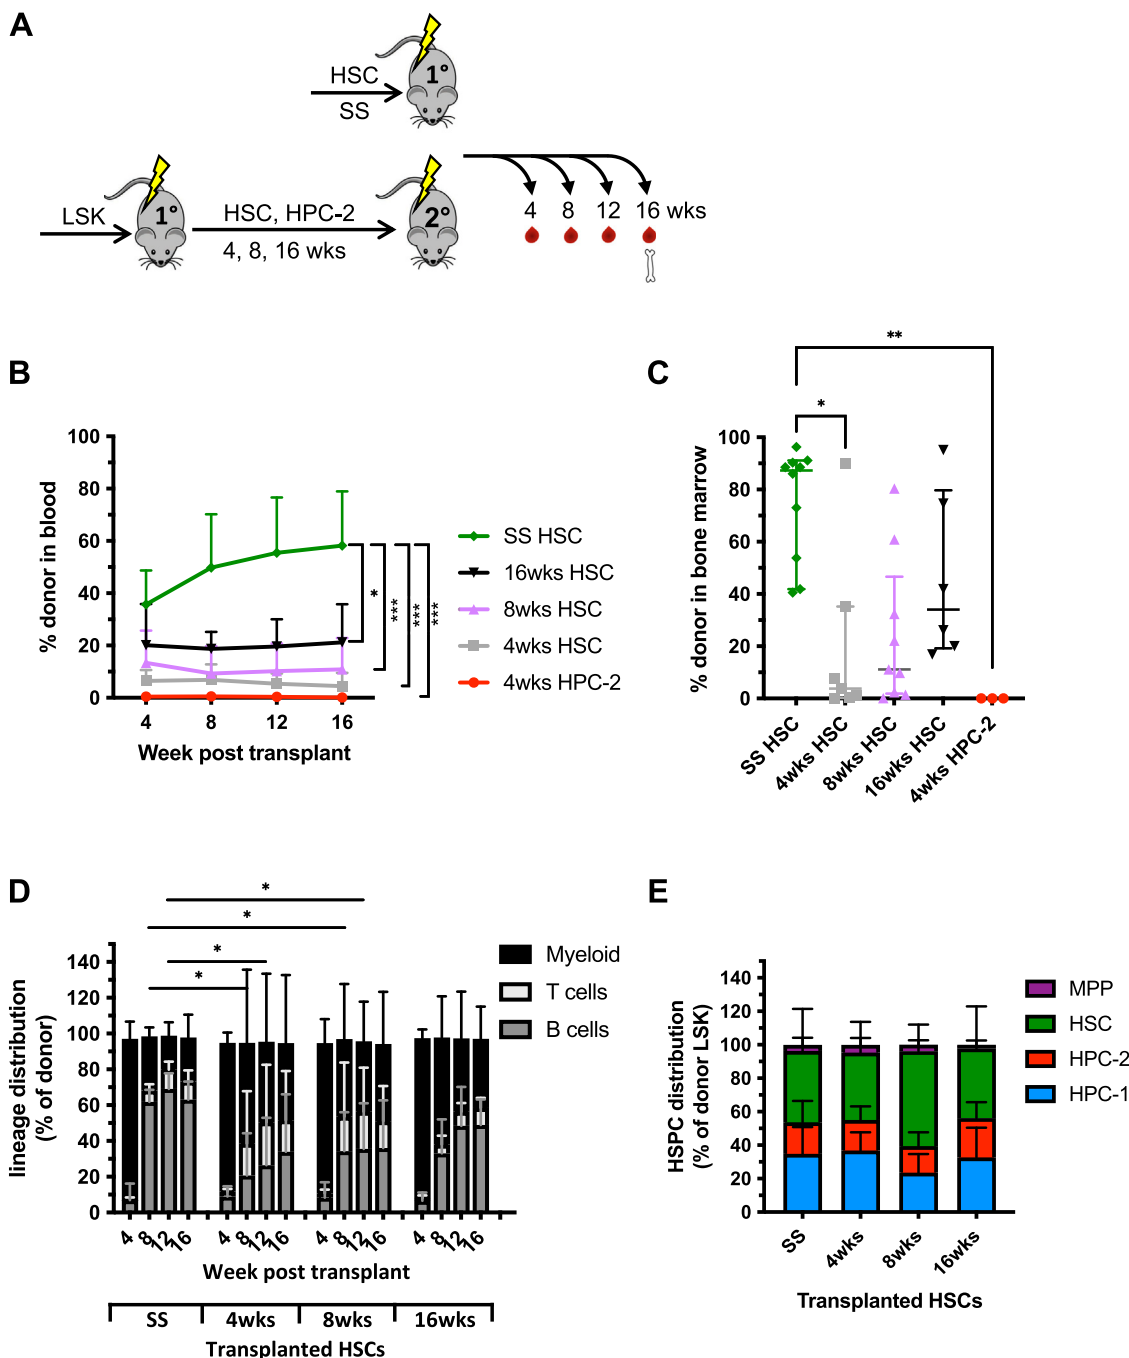 A
HSC
SS
1°
LSK
1°
HSC, HPC-2
4, 8, 16 wks
2°
4 8 12 16 wks
B
% donor in blood
100
80
60
40
20
0
4 8 12 16
Week post transplant
*
***
***
***
SS HSC
16wks HSC
8wks HSC
4wks HSC
4wks HPC-2
C
**
*
% donor in bone marrow
100
80
60
40
20
0
SS HSC
4wks HSC
8wks HSC
16wks HSC
4wks HPC-2
D
*
*
*
*
lineage distribution
(% of donor)
140
120
100
80
60
40
20
0
4 8 12 16 4 8 12 16 4 8 12 16 4 8 12 16
Week post transplant
SS 4wks 8wks 16wks
Transplanted HSCs
Myeloid
T cells
B cells
E
HSPC distribution
(% of donor LSK)
140
120
100
80
60
40
20
0
SS 4wks 8wks 16wks
Transplanted HSCs
MPP
HSC
HPC-2
HPC-1